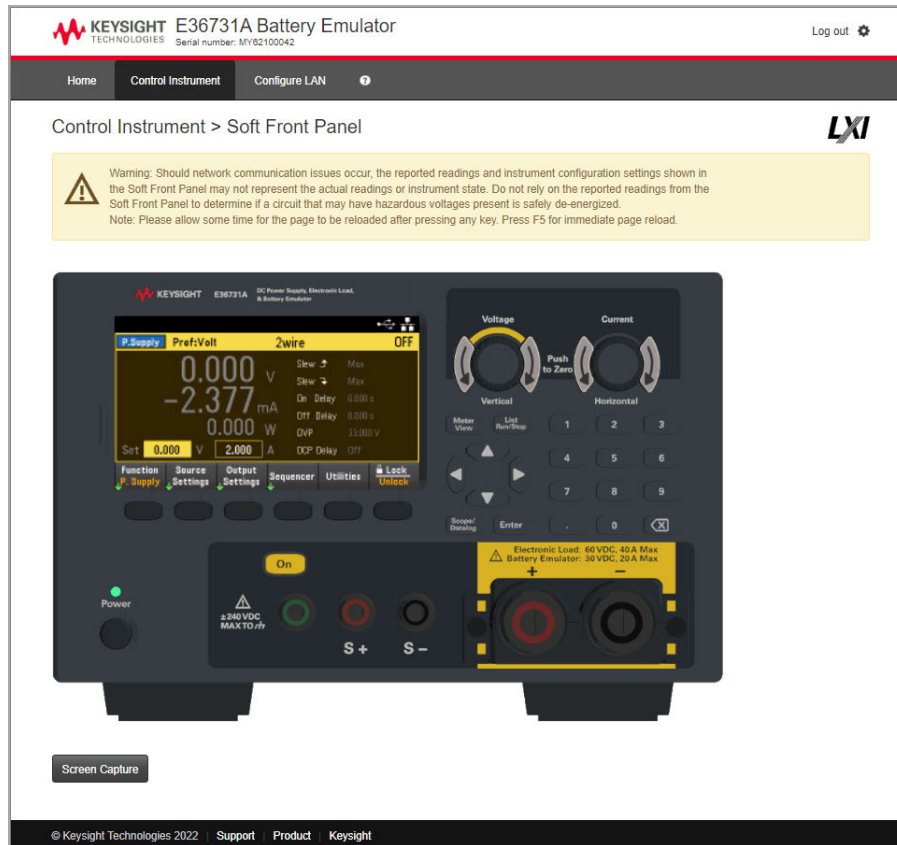 KEYSIGHT
TECHNOLOGIES
E36731A Battery Emulator
Serial number: MY62100042
Log out
Home Control Instrument Configure LAN ?
Control Instrument > Soft Front Panel
LXI
Warning: Should network communication issues occur, the reported readings and instrument configuration settings shown in
the Soft Front Panel may not represent the actual readings or instrument state. Do not rely on the reported readings from the
Soft Front Panel to determine if a circuit that may have hazardous voltages present is safely de-energized.
Note: Please allow some time for the page to be reloaded after pressing any key. Press F5 for immediate page reload.
KEYSIGHT E36731A DC Power Supply, Electronic Load,
& Battery Emulator
P.Supply Pref:Volt 2wire OFF
0.000 V
-2.377 mA
0.000 W
Slew Max
Slew Max
On Delay 0.000 s
Off Delay 0.000 s
OVP 33.000 V
OCP Delay Off
Set 0.000 V 2.000 A
Function
P. Supply
Source
Settings
Output
Settings
Sequencer
Utilities
Lock
Unlock
Voltage
Current
Push
to Zero
Vertical
Horizontal
Meter
View
List
Run/Stop
1 2 3
4 5 6
7 8 9
Scope/
Datalog
Enter . 0
On
Power
±240 VDC
MAX TO
S + S –
Electronic Load: 60 VDC, 40 A Max
Battery Emulator: 30 VDC, 20 A Max
+ –
Screen Capture
© Keysight Technologies 2022 | Support | Product | Keysight